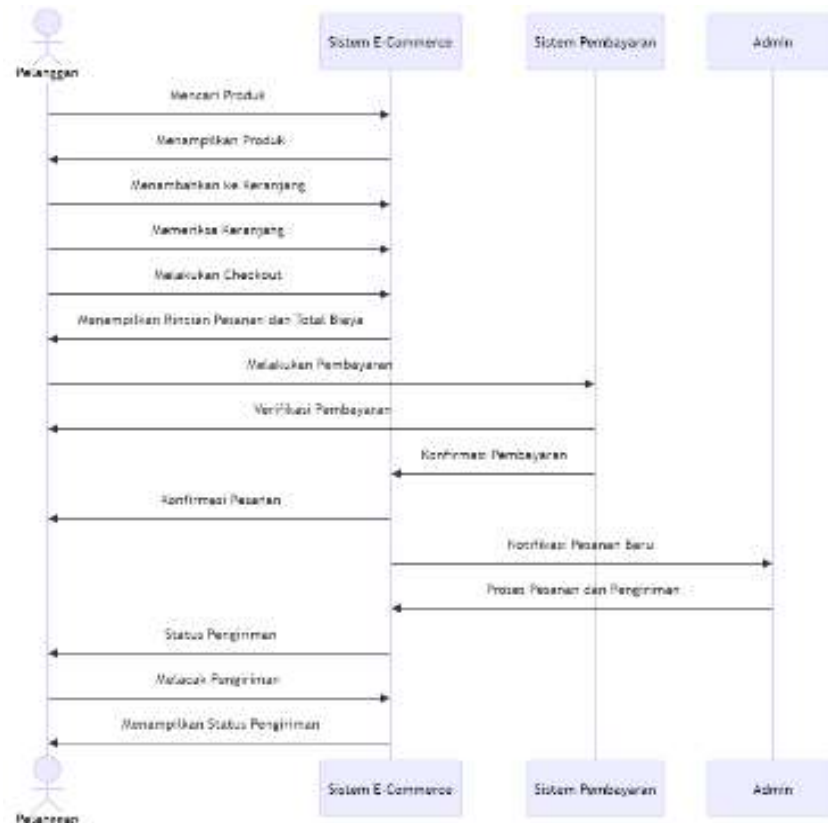 Sistem E-Commerce
Sistem Pembayaran
Admin
Pelanggan
Mencari Produk
Menampilkan Produk
Menambahkan ke Keranjang
Memeriksa Keranjang
Melakukan Checkout
Menampilkan Rincian Pesanan dan Total Biaya
Melakukan Pembayaran
Verifikasi Pembayaran
Konfirmasi Pembayaran
Konfirmasi Pesanan
Notifikasi Pesanan Baru
Proses Pesanan dan Pengiriman
Status Pengiriman
Melacak Pengiriman
Menampilkan Status Pengiriman
Sistem E-Commerce
Sistem Pembayaran
Admin
Pelanggan